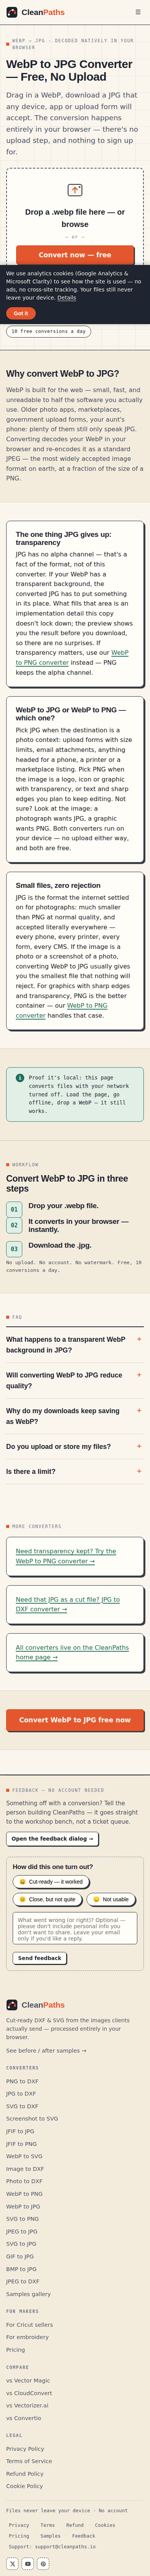 CleanPaths
WEBP → JPG · DECODED NATIVELY IN YOUR
BROWSER
WebP to JPG Converter
— Free, No Upload
Drag in a WebP, download a JPG that
any device, app or upload form will
accept. The conversion happens
entirely in your browser — there's no
upload step, and nothing to sign up
for.
Drop a .webp file here — or
browse
— or —
Convert now — free
We use analytics cookies (Google Analytics &
Microsoft Clarity) to see how the site is used — no
ads, no cross-site tracking. Your files still never
leave your device. Details
Got it
10 free conversions a day
Why convert WebP to JPG?
WebP is built for the web — small, fast, and
unreadable to half the software you actually
use. Older photo apps, marketplaces,
government upload forms, your aunt's
phone: plenty of them still only speak JPG.
Converting decodes your WebP in your
browser and re-encodes it as a standard
JPG — the most widely accepted image
format on earth, at a fraction of the size of a
PNG.
The one thing JPG gives up:
transparency
JPG has no alpha channel — that's a
fact of the format, not of this
converter. If your WebP has a
transparent background, the
converted JPG has to put something
in its place. What fills that area is an
implementation detail this copy
doesn't lock down; the preview shows
you the result before you download,
so there are no surprises. If
transparency matters, use our WebP
to PNG converter instead — PNG
keeps the alpha channel.
WebP to JPG or WebP to PNG —
which one?
Pick JPG when the destination is a
photo context: upload forms with size
limits, email attachments, anything
headed for a phone, a printer or a
marketplace listing. Pick PNG when
the image is a logo, icon or graphic
with transparency, or text and sharp
edges you need to keep editing. Not
sure? Look at the image: a
photograph wants JPG, a graphic
wants PNG. Both converters run on
your device — no upload either way,
and both are free.
Small files, zero rejection
JPG is the format the internet settled
on for photographs: much smaller
than PNG at normal quality, and
accepted literally everywhere —
every phone, every printer, every
form, every CMS. If the image is a
photo or a screenshot of a photo,
converting WebP to JPG usually gives
you the smallest file that nothing will
reject. For graphics with sharp edges
and transparency, PNG is the better
container — our WebP to PNG
converter handles that case.
Proof it's local: this page
converts files with your network
turned off. Load the page, go
offline, drop a WebP — it still
works.
WORKFLOW
Convert WebP to JPG in three
steps
01 Drop your .webp file.
02 It converts in your browser —
instantly.
03 Download the .jpg.
No upload. No account. No watermark. Free, 10
conversions a day.
FAQ
What happens to a transparent WebP
background in JPG? +
Will converting WebP to JPG reduce
quality? +
Why do my downloads keep saving
as WebP? +
Do you upload or store my files? +
Is there a limit? +
MORE CONVERTERS
Need transparency kept? Try the
WebP to PNG converter →
Need that JPG as a cut file? JPG to
DXF converter →
All converters live on the CleanPaths
home page →
Convert WebP to JPG free now
FEEDBACK — NO ACCOUNT NEEDED
Something off with a conversion? Tell the
person building CleanPaths — it goes straight
to the workshop bench, not a ticket queue.
Open the feedback dialog →
How did this one turn out?
Cut-ready — it worked
Close, but not quite
Not usable
What went wrong (or right)? Optional —
please don't include personal info you
don't want to share. Leave your email
only if you'd like a reply.
Send feedback
CleanPaths
Cut-ready DXF & SVG from the images clients
actually send — processed entirely in your
browser.
See before / after samples →
CONVERTERS
PNG to DXF
JPG to DXF
SVG to DXF
Screenshot to SVG
JFIF to JPG
JFIF to PNG
WebP to SVG
Image to DXF
Photo to DXF
WebP to PNG
WebP to JPG
SVG to PNG
JPEG to JPG
SVG to JPG
GIF to JPG
BMP to JPG
JPEG to DXF
Samples gallery
FOR MAKERS
For Cricut sellers
For embroidery
Pricing
COMPARE
vs Vector Magic
vs CloudConvert
vs Vectorizer.ai
vs Convertio
LEGAL
Privacy Policy
Terms of Service
Refund Policy
Cookie Policy
Files never leave your device · No account
Privacy Terms Refund Cookies
Pricing Samples Feedback
Support: support@cleanpaths.io